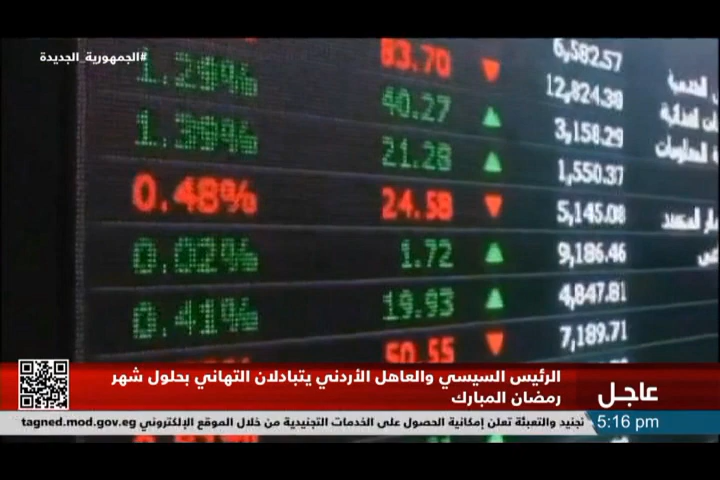 #الجمهورية_الجديدة
83.70 6,582.57
1.29% 40.27 12,824.30
1.39% 21.28 3,158.29
1,550.37
0.48% 24.58 5,145.08
0.02% 1.72 9,186.46
0.41% 19.93 4,847.81
50.55 7,189.71
عاجل
الرئيس السيسي والعاهل الأردني يتبادلان التهاني بحلول شهر
رمضان المبارك
5:16 pm
تجنيد والتعبئة تعلن إمكانية الحصول على الخدمات التجنيدية من خلال الموقع الإلكتروني tagned.mod.gov.eg